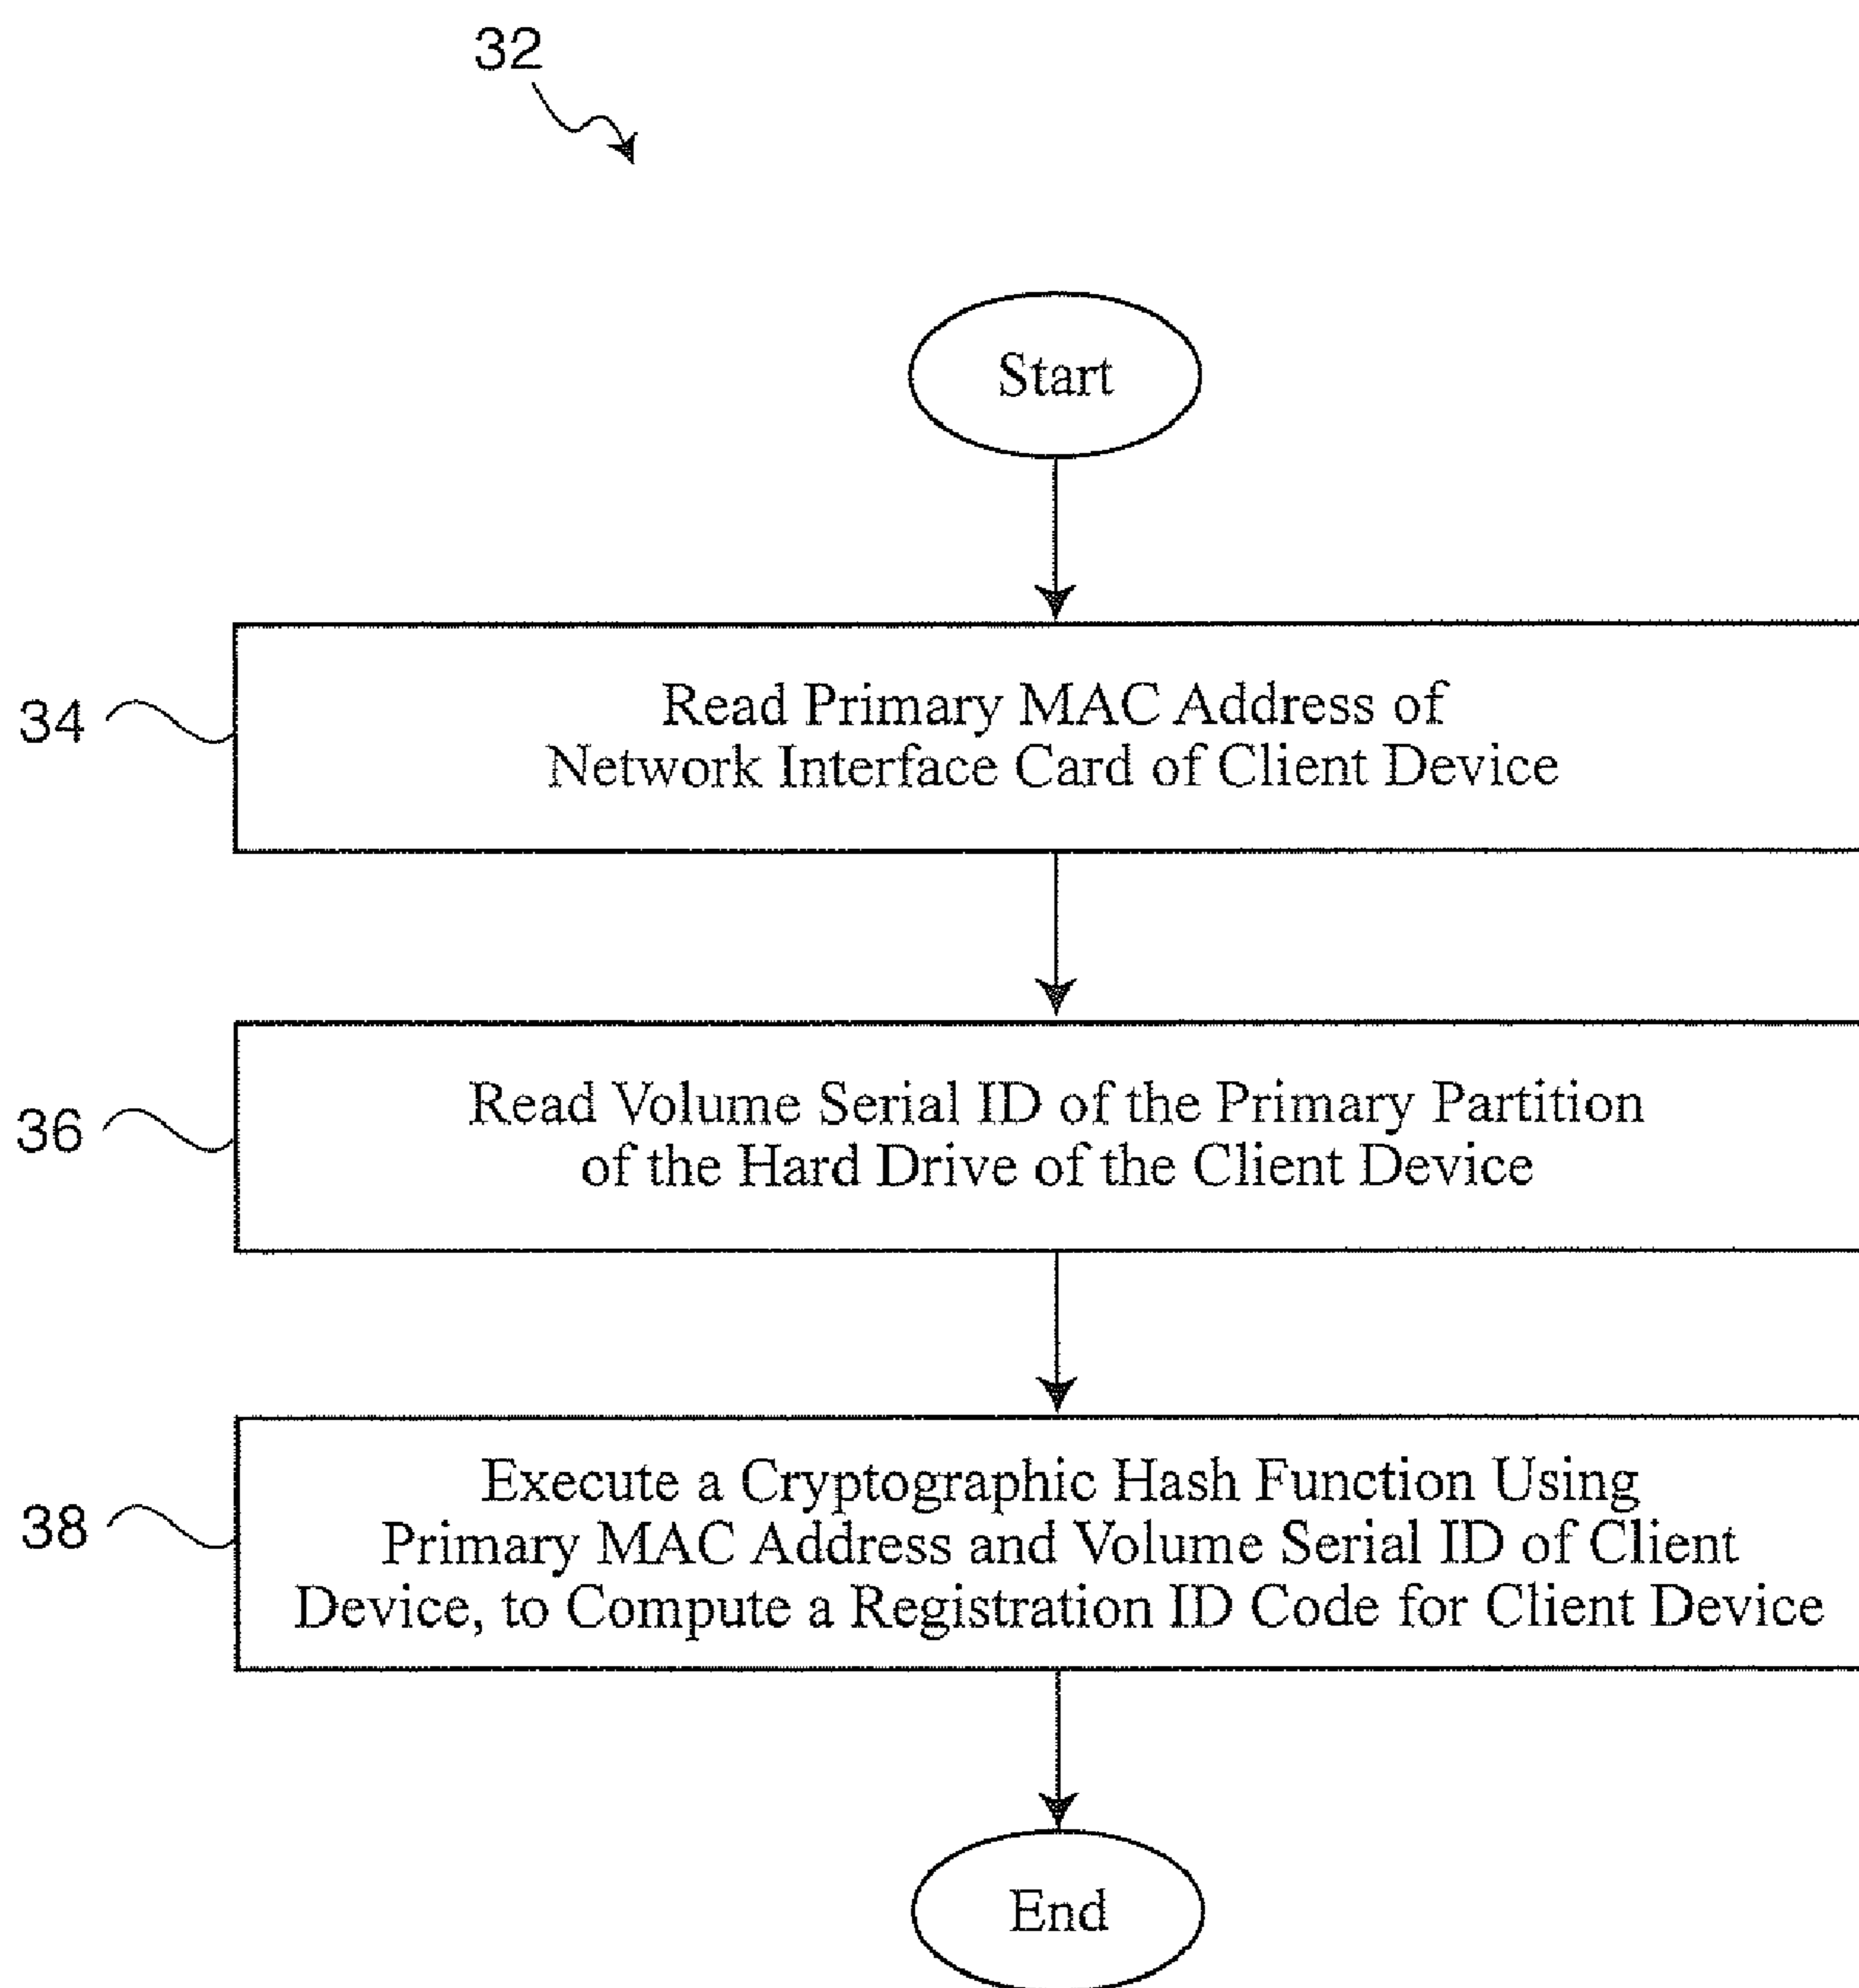 32
Start
34
Read Primary MAC Address of
Network Interface Card of Client Device
36
Read Volume Serial ID of the Primary Partition
of the Hard Drive of the Client Device
38
Execute a Cryptographic Hash Function Using
Primary MAC Address and Volume Serial ID of Client
Device, to Compute a Registration ID Code for Client Device
End